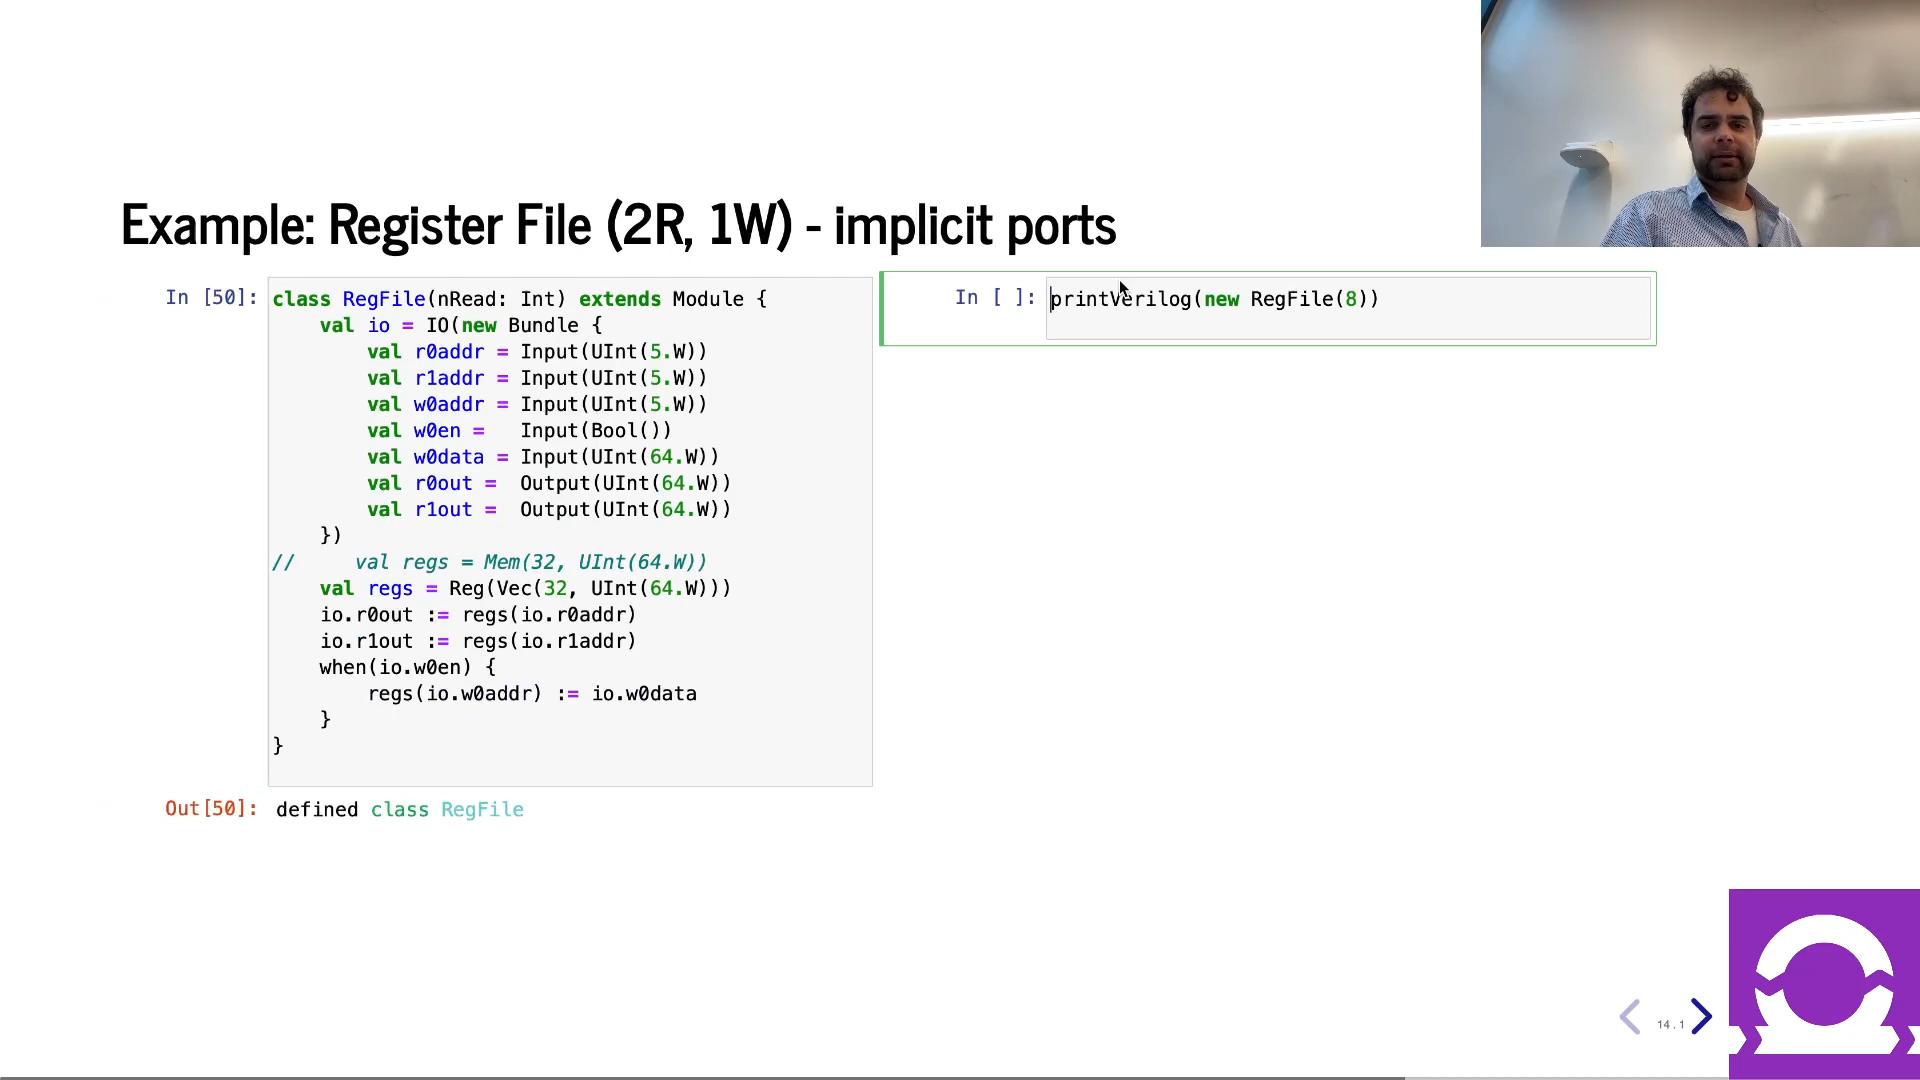 Example: Register File (2R, 1W) - implicit ports
In [50]:
class RegFile(nRead: Int) extends Module {
    val io = IO(new Bundle {
        val r0addr = Input(UInt(5.W))
        val r1addr = Input(UInt(5.W))
        val w0addr = Input(UInt(5.W))
        val w0en =   Input(Bool())
        val w0data = Input(UInt(64.W))
        val r0out =  Output(UInt(64.W))
        val r1out =  Output(UInt(64.W))
    })
//     val regs = Mem(32, UInt(64.W))
    val regs = Reg(Vec(32, UInt(64.W)))
    io.r0out := regs(io.r0addr)
    io.r1out := regs(io.r1addr)
    when(io.w0en) {
        regs(io.w0addr) := io.w0data
    }
}
Out[50]: defined class RegFile
In [ ]: printVerilog(new RegFile(8))
14.1